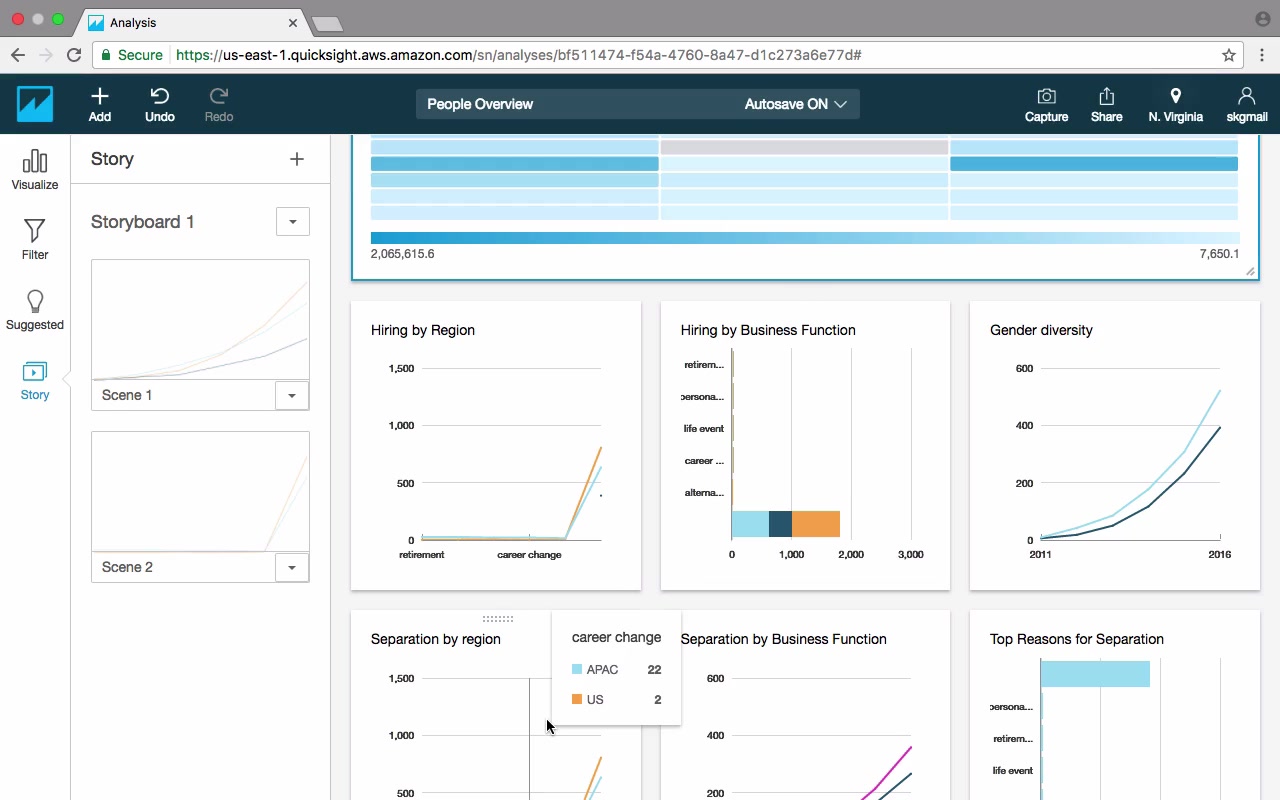 Analysis
Secure https://us-east-1.quicksight.aws.amazon.com/sn/analyses/bf511474-f54a-4760-8a47-d1c273a6e77d#
Add
Undo
Redo
People Overview
Autosave ON
Capture
Share
N. Virginia
skgmail
Visualize
Filter
Suggested
Story
Story
Storyboard 1
Scene 1
Scene 2
2,065,615.6
7,650.1
Hiring by Region
1,500
1,000
500
0
retirement career change
Hiring by Business Function
retirem...
persona...
life event
career ...
alterna...
0 1,000 2,000 3,000
Gender diversity
600
400
200
0
2011 2016
Separation by region
1,500
1,000
500
career change
APAC 22
US 2
Separation by Business Function
600
400
200
Top Reasons for Separation
persona...
retirem...
life event